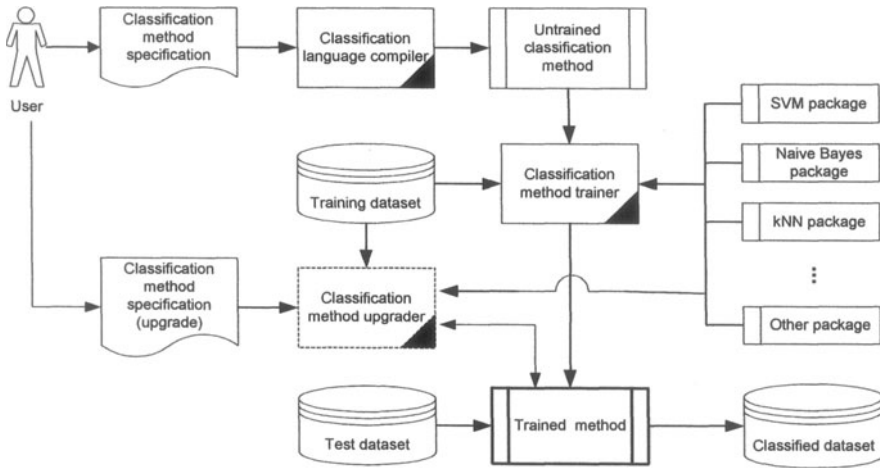 Classification
method
specification
Classification
language compiler
Untrained
classification
method
User
SVM package
Naive Bayes
package
kNN package
...
Other package
Training dataset
Classification
method trainer
Classification
method
specification
(upgrade)
Classification
method upgrader
Test dataset
Trained method
Classified dataset